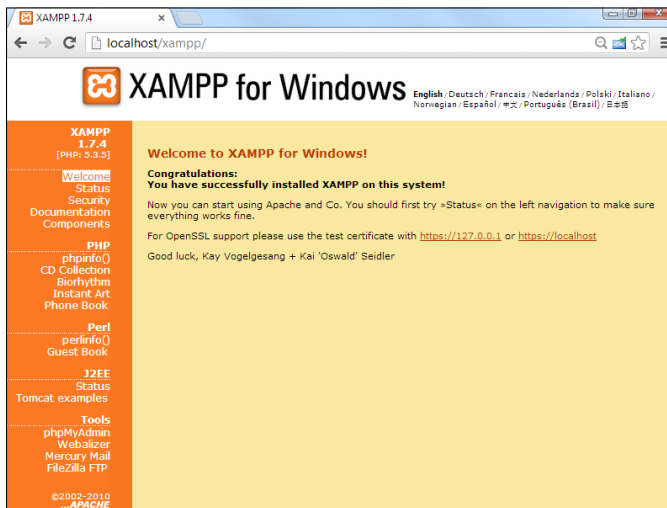 XAMPP 1.7.4
localhost/xampp/
XAMPP for Windows
English / Deutsch / Francais / Nederlands / Polski / Italiano /
Norwegian / Español / 中文 / Português (Brasil) / 日本語
XAMPP
1.7.4
[PHP: 5.3.5]
Welcome
Status
Security
Documentation
Components
PHP
phpinfo()
CD Collection
Biorhythm
Instant Art
Phone Book
Perl
perlinfo()
Guest Book
J2EE
Status
Tomcat examples
Tools
phpMyAdmin
Webalizer
Mercury Mail
FileZilla FTP
©2002-2010
...APACHE
Welcome to XAMPP for Windows!
Congratulations:
You have successfully installed XAMPP on this system!
Now you can start using Apache and Co. You should first try »Status« on the left navigation to make sure
everything works fine.
For OpenSSL support please use the test certificate with https://127.0.0.1 or https://localhost
Good luck, Kay Vogelgesang + Kai 'Oswald' Seidler